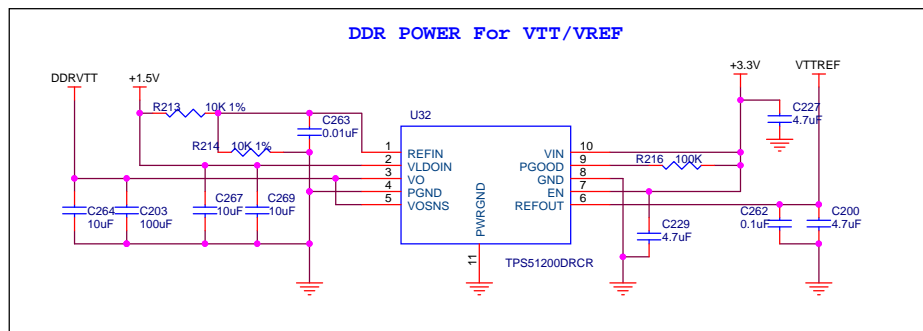 DDR POWER For VTT/VREF
DDRVTT
+1.5V
+3.3V
VTTREF
R213
10K 1%
C263
0.01uF
U32
C227
4.7uF
R214
10K 1%
1
REFIN
VIN
10
2
VLDOIN
PGOOD
9
R216
100K
3
VO
GND
8
4
PGND
EN
7
5
VOSNS
REFOUT
6
PWRGND
11
C264
10uF
C203
100uF
C267
10uF
C269
10uF
C229
4.7uF
C262
0.1uF
C200
4.7uF
TPS51200DRCR